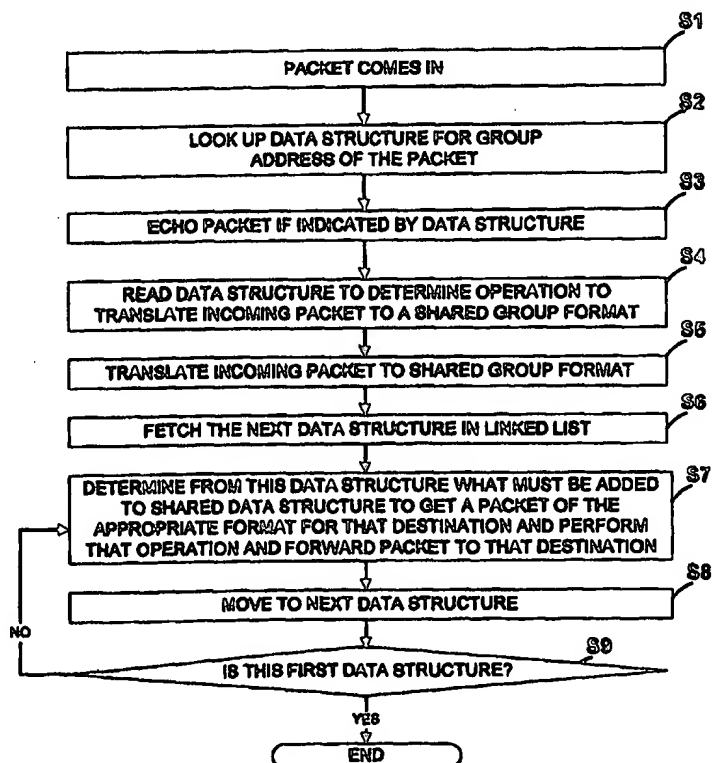 S1
PACKET COMES IN
S2
LOOK UP DATA STRUCTURE FOR GROUP
ADDRESS OF THE PACKET
S3
ECHO PACKET IF INDICATED BY DATA STRUCTURE
S4
READ DATA STRUCTURE TO DETERMINE OPERATION TO
TRANSLATE INCOMING PACKET TO A SHARED GROUP FORMAT
S5
TRANSLATE INCOMING PACKET TO SHARED GROUP FORMAT
S6
FETCH THE NEXT DATA STRUCTURE IN LINKED LIST
S7
DETERMINE FROM THIS DATA STRUCTURE WHAT MUST BE ADDED
TO SHARED DATA STRUCTURE TO GET A PACKET OF THE
APPROPRIATE FORMAT FOR THAT DESTINATION AND PERFORM
THAT OPERATION AND FORWARD PACKET TO THAT DESTINATION
S8
MOVE TO NEXT DATA STRUCTURE
NO
S9
IS THIS FIRST DATA STRUCTURE?
YES
END